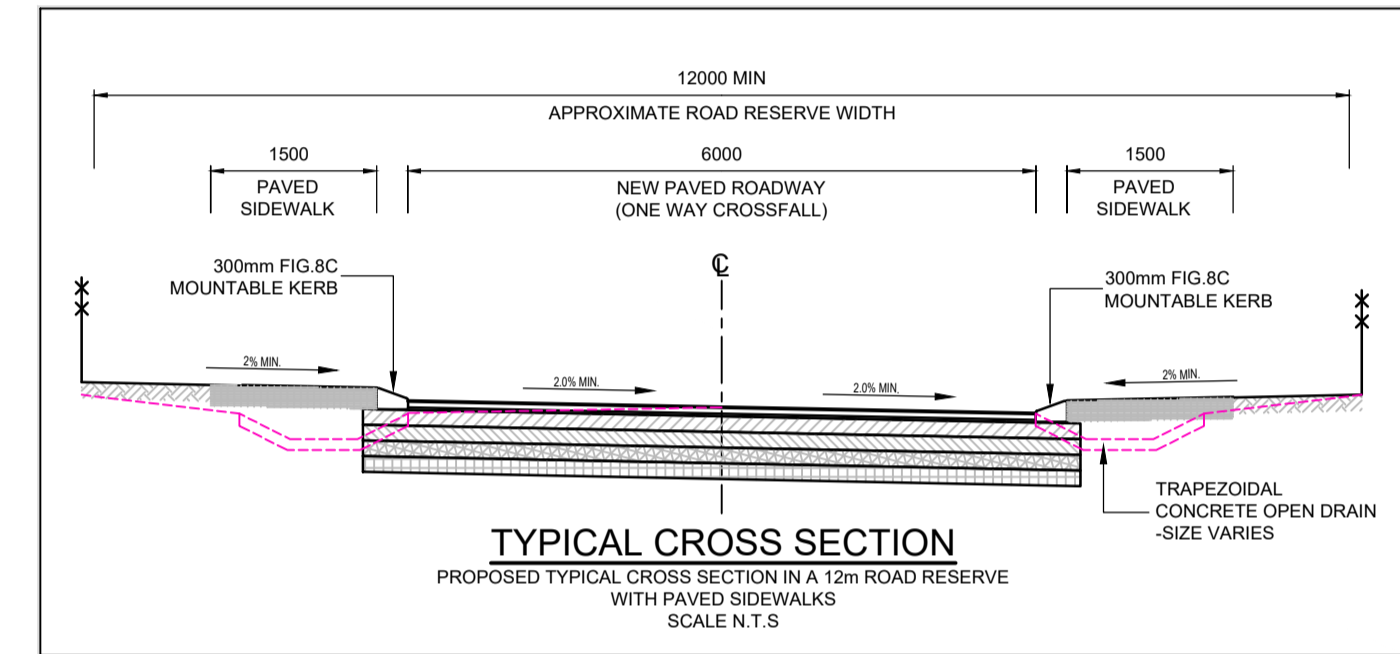 12000 MIN
APPROXIMATE ROAD RESERVE WIDTH
1500
PAVED
SIDEWALK
6000
NEW PAVED ROADWAY
(ONE WAY CROSSFALL)
1500
PAVED
SIDEWALK
300mm FIG.8C
MOUNTABLE KERB
℄
300mm FIG.8C
MOUNTABLE KERB
2% MIN.
2.0% MIN.
2.0% MIN.
2% MIN.
TRAPEZOIDAL
CONCRETE OPEN DRAIN
-SIZE VARIES
TYPICAL CROSS SECTION
PROPOSED TYPICAL CROSS SECTION IN A 12m ROAD RESERVE
WITH PAVED SIDEWALKS
SCALE N.T.S